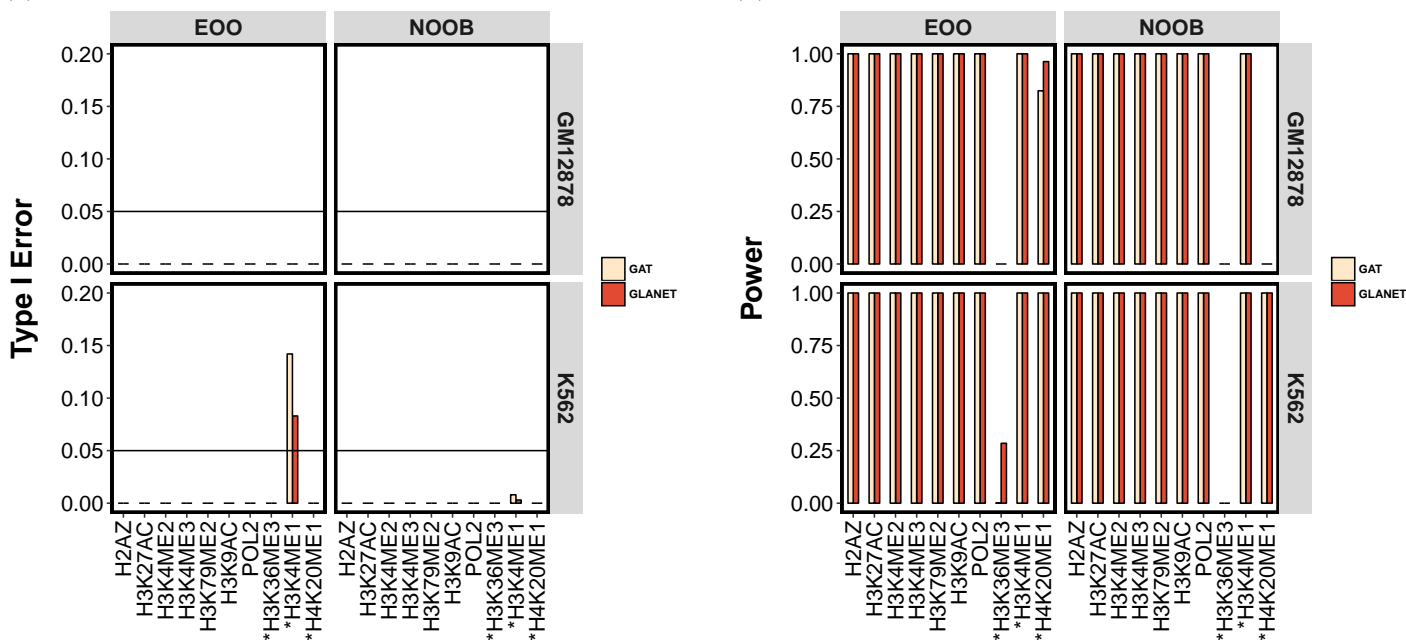 EOO NOOB
Type I Error
0.20
0.15
0.10
0.05
0.00
GM12878
0.20
0.15
0.10
0.05
0.00
K562
H2AZ
H3K27AC
H3K4ME2
H3K4ME3
H3K79ME2
H3K9AC
POL2
*H3K36ME3
*H3K4ME1
*H4K20ME1
H2AZ
H3K27AC
H3K4ME2
H3K4ME3
H3K79ME2
H3K9AC
POL2
*H3K36ME3
*H3K4ME1
*H4K20ME1
GAT
GLANET
EOO NOOB
Power
1.00
0.75
0.50
0.25
0.00
GM12878
1.00
0.75
0.50
0.25
0.00
K562
H2AZ
H3K27AC
H3K4ME2
H3K4ME3
H3K79ME2
H3K9AC
POL2
*H3K36ME3
*H3K4ME1
*H4K20ME1
H2AZ
H3K27AC
H3K4ME2
H3K4ME3
H3K79ME2
H3K9AC
POL2
*H3K36ME3
*H3K4ME1
*H4K20ME1
GAT
GLANET